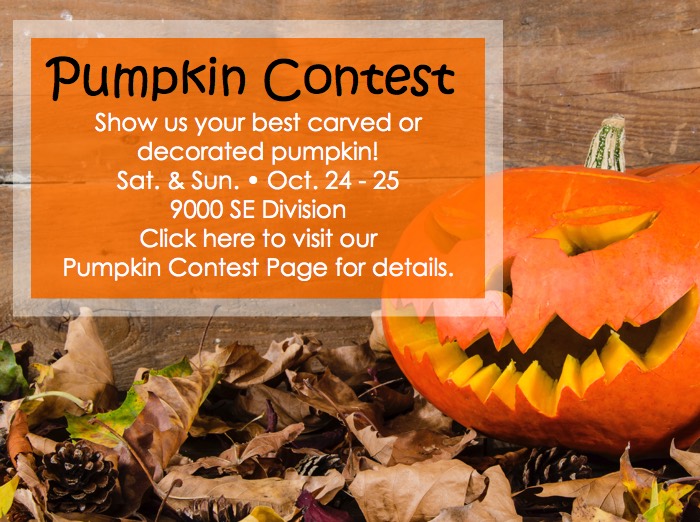 Pumpkin Contest
Show us your best carved or
decorated pumpkin!
Sat. & Sun. • Oct. 24 - 25
9000 SE Division
Click here to visit our
Pumpkin Contest Page for details.